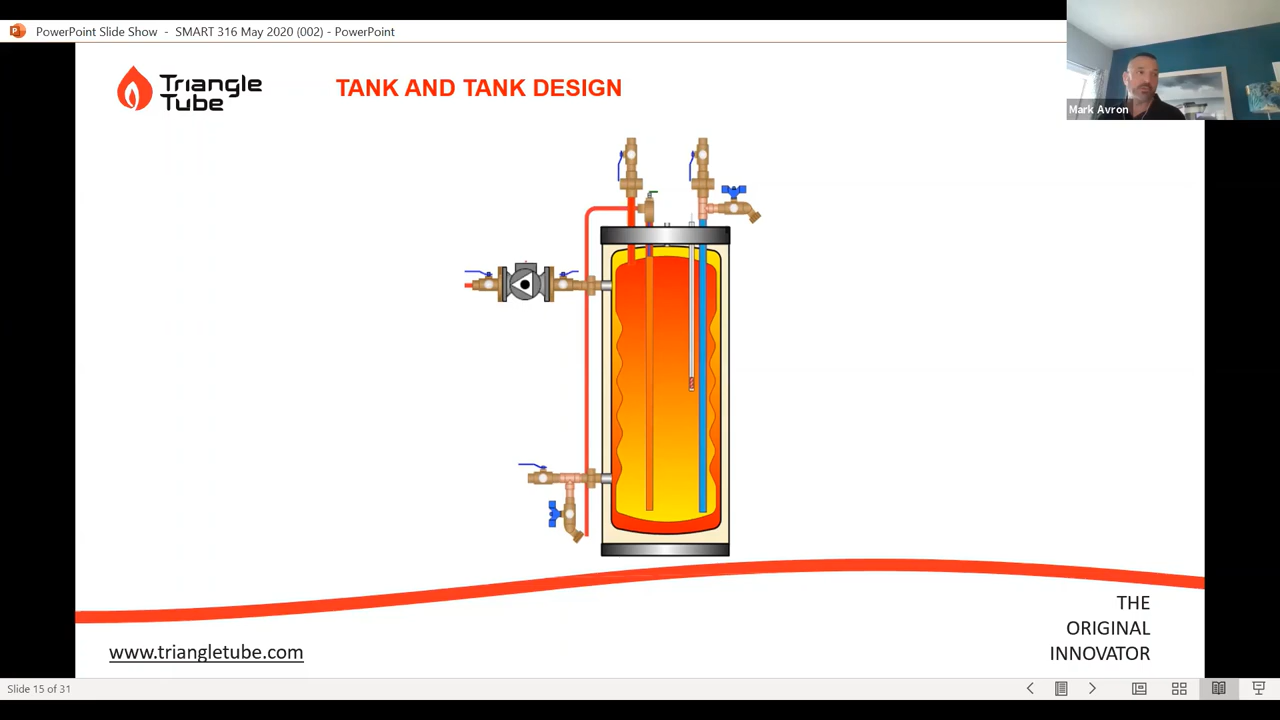 PowerPoint Slide Show - SMART 316 May 2020 (002) - PowerPoint
Mark Avron
Triangle
Tube
TANK AND TANK DESIGN
THE
ORIGINAL
INNOVATOR
www.triangletube.com
Slide 15 of 31